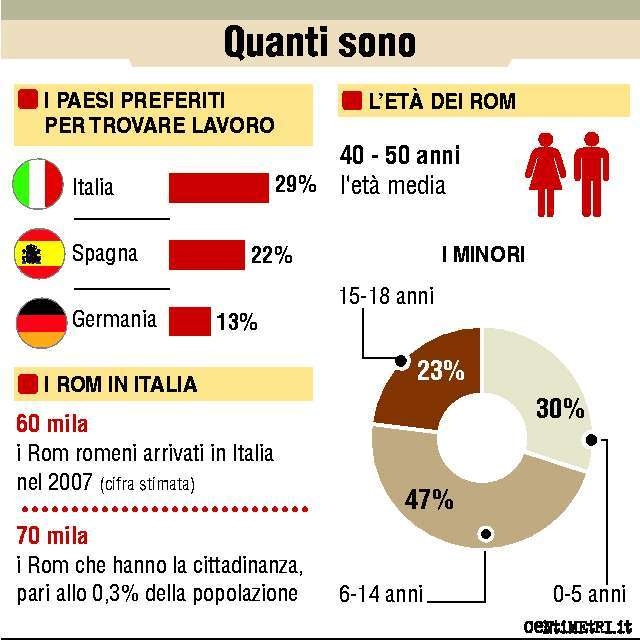 Quanti sono
I PAESI PREFERITI
PER TROVARE LAVORO
Italia
29%
Spagna
22%
Germania
13%
I ROM IN ITALIA
60 mila
i Rom romeni arrivati in Italia
nel 2007 (cifra stimata)
70 mila
i Rom che hanno la cittadinanza,
pari allo 0,3% della popolazione
L'ETÀ DEI ROM
40 - 50 anni
l'età media
I MINORI
15-18 anni
23%
30%
47%
6-14 anni
0-5 anni
CENTIMETRI.it